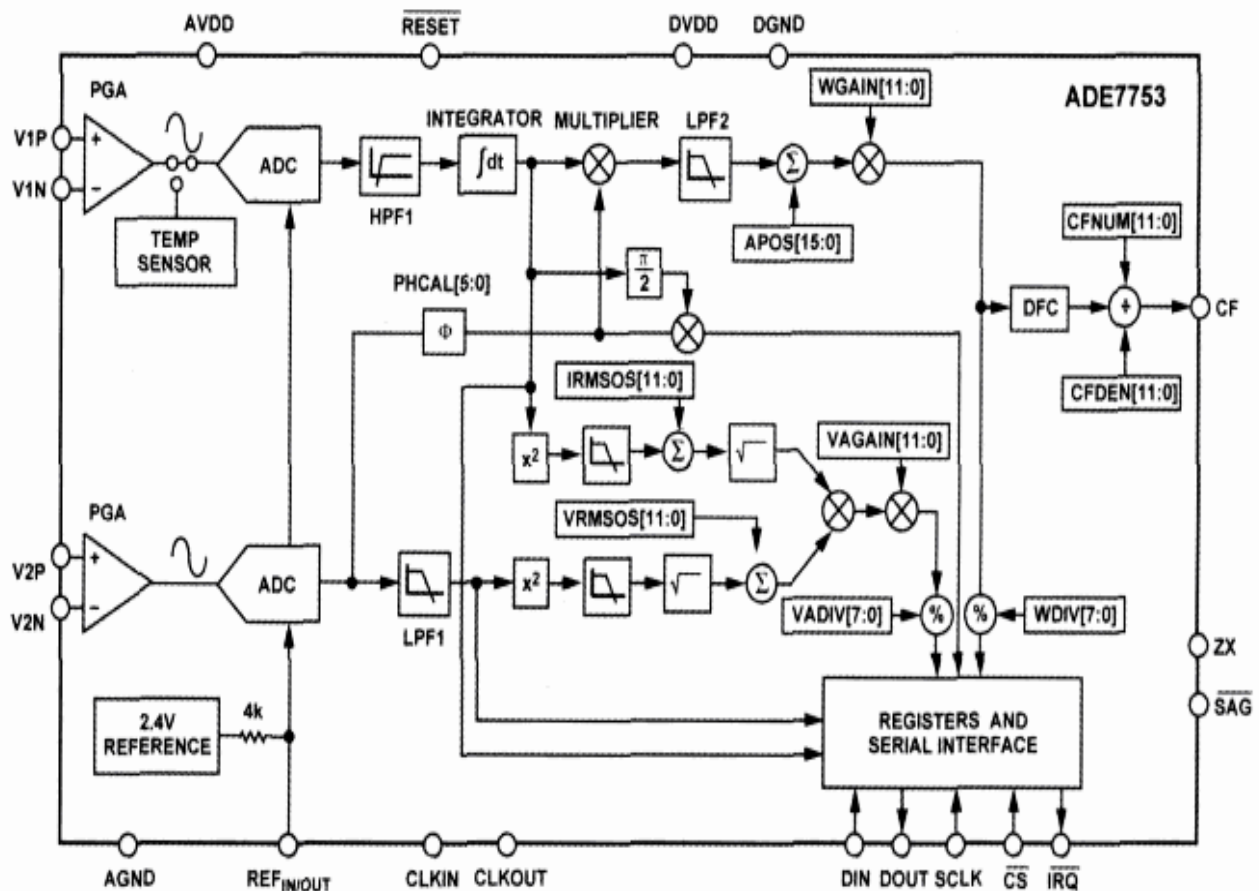 AVDD
RESET
DVDD
DGND
ADE7753
PGA
WGAIN[11:0]
INTEGRATOR
MULTIPLIER
LPF2
V1P
+
ADC
∫dt
Σ
V1N
−
HPF1
TEMP
SENSOR
APOS[15:0]
CFNUM[11:0]
π
2
PHCAL[5:0]
Φ
DFC
+
CF
IRMSOS[11:0]
CFDEN[11:0]
x²
Σ
√
VAGAIN[11:0]
PGA
VRMSOS[11:0]
V2P
+
ADC
x²
√
Σ
V2N
−
LPF1
VADIV[7:0]
%
%
WDIV[7:0]
ZX
SAG
2.4V
REFERENCE
4k
REGISTERS AND
SERIAL INTERFACE
AGND
REFIN/OUT
CLKIN
CLKOUT
DIN
DOUT
SCLK
CS
IRQ